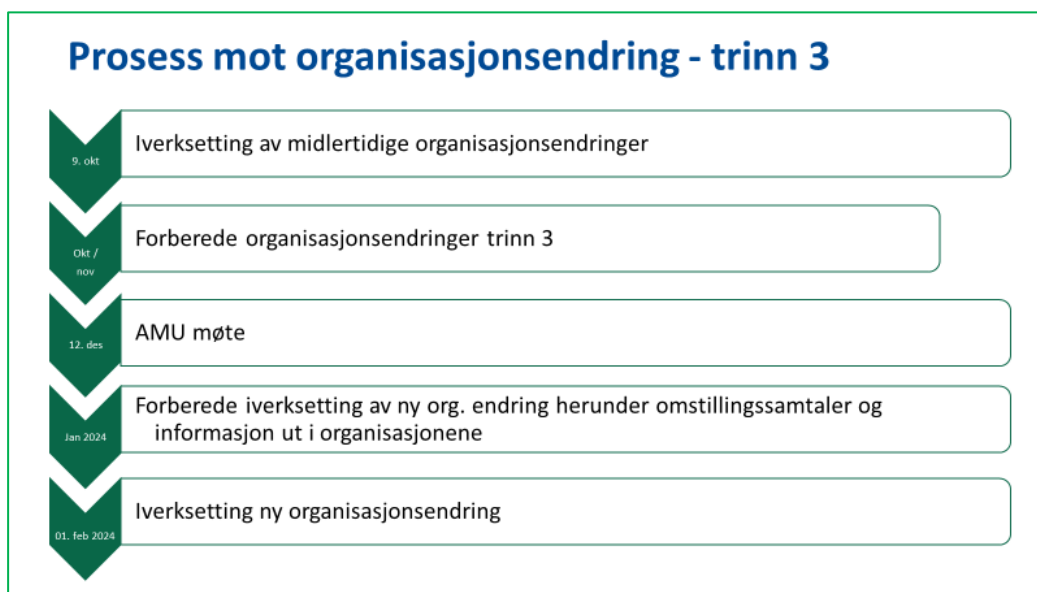 Prosess mot organisasjonsendring - trinn 3
9. okt
Iverksetting av midlertidige organisasjonsendringer
Okt /
nov
Forberede organisasjonsendringer trinn 3
12. des
AMU møte
Jan 2024
Forberede iverksetting av ny org. endring herunder omstillingssamtaler og
informasjon ut i organisasjonene
01. feb 2024
Iverksetting ny organisasjonsendring